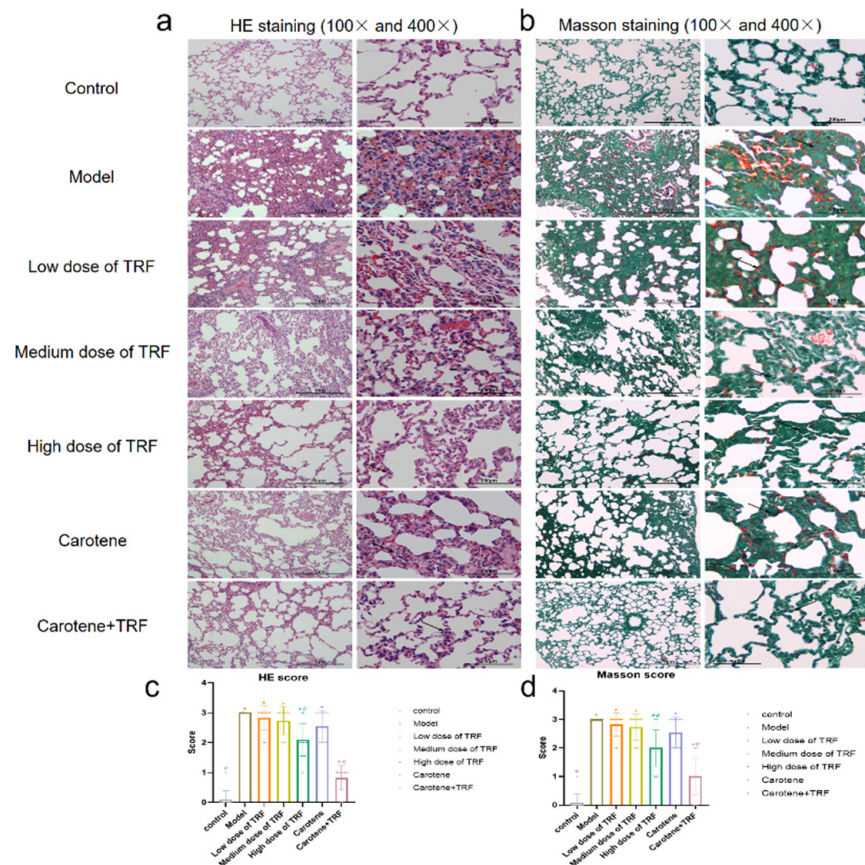 a
HE staining (100× and 400×)
b
Masson staining (100× and 400×)
Control
Model
Low dose of TRF
Medium dose of TRF
High dose of TRF
Carotene
Carotene+TRF
c
HE score
Score
4
3
2
1
0
control
Model
Low dose of TRF
Medium dose of TRF
High dose of TRF
Carotene
Carotene+TRF
control
Model
Low dose of TRF
Medium dose of TRF
High dose of TRF
Carotene
Carotene+TRF
d
Masson score
Score
4
3
2
1
0
control
Model
Low dose of TRF
Medium dose of TRF
High dose of TRF
Carotene
Carotene+TRF
control
Model
Low dose of TRF
Medium dose of TRF
High dose of TRF
Carotene
Carotene+TRF